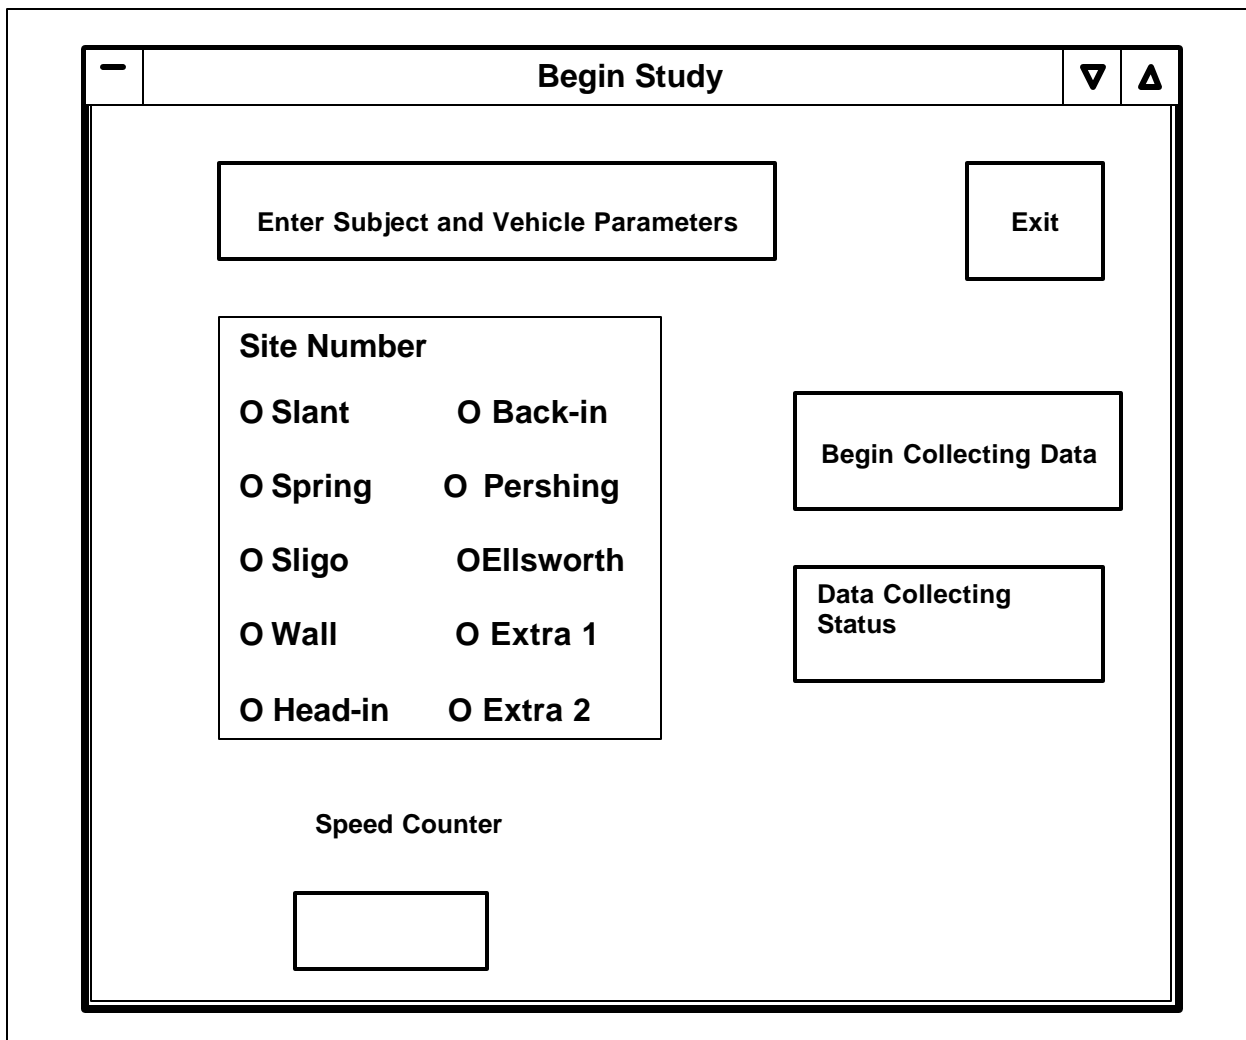 Begin Study
Enter Subject and Vehicle Parameters
Exit
Site Number
O Slant O Back-in
O Spring O Pershing
O Sligo OEllsworth
O Wall O Extra 1
O Head-in O Extra 2
Begin Collecting Data
Data Collecting
Status
Speed Counter